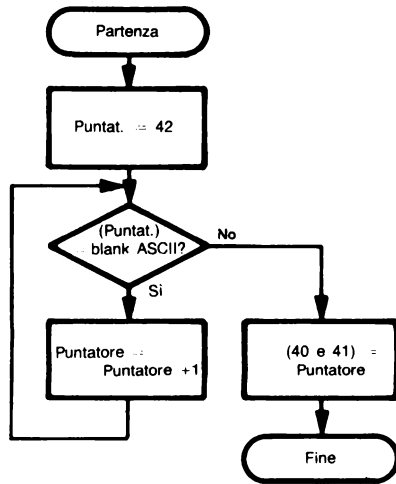 Partenza
Puntat. = 42
(Puntat.)
= blank ASCII?
No
Sì
Puntatore =
Puntatore +1
(40 e 41) =
Puntatore
Fine